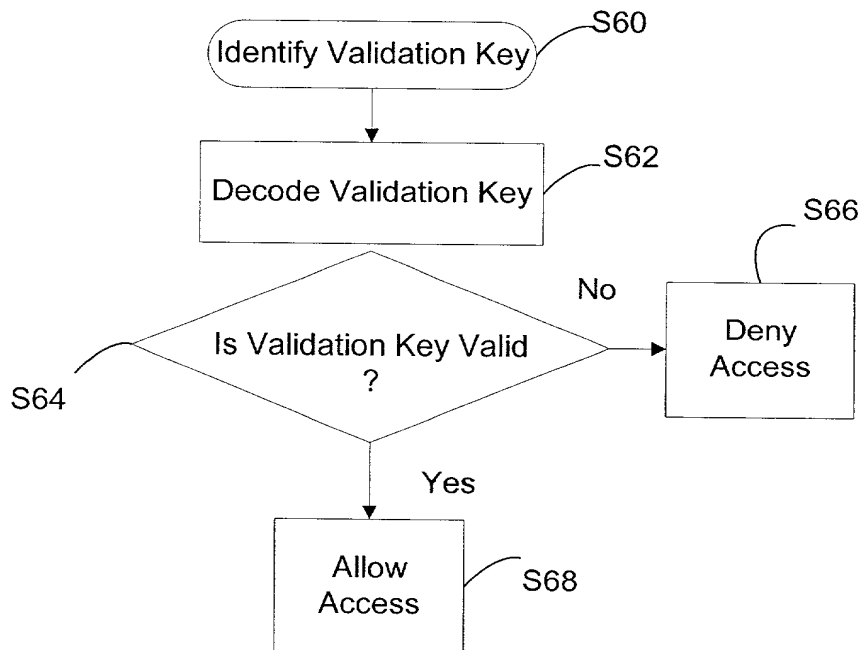 S60
Identify Validation Key
S62
Decode Validation Key
S66
No
Deny
Access
Is Validation Key Valid
?
S64
Yes
Allow
Access
S68